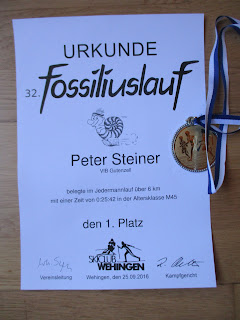 URKUNDE
32. Fossiliuslauf
Peter Steiner
VfB Gutenzell
belegte im Jedermannlauf über 6 km
mit einer Zeit von 0:25:42 in der Altersklasse M45
den 1. Platz
SKICLUB
WEHINGEN
Vereinsleitung Wehingen, den 25.09.2016 Kampfgericht